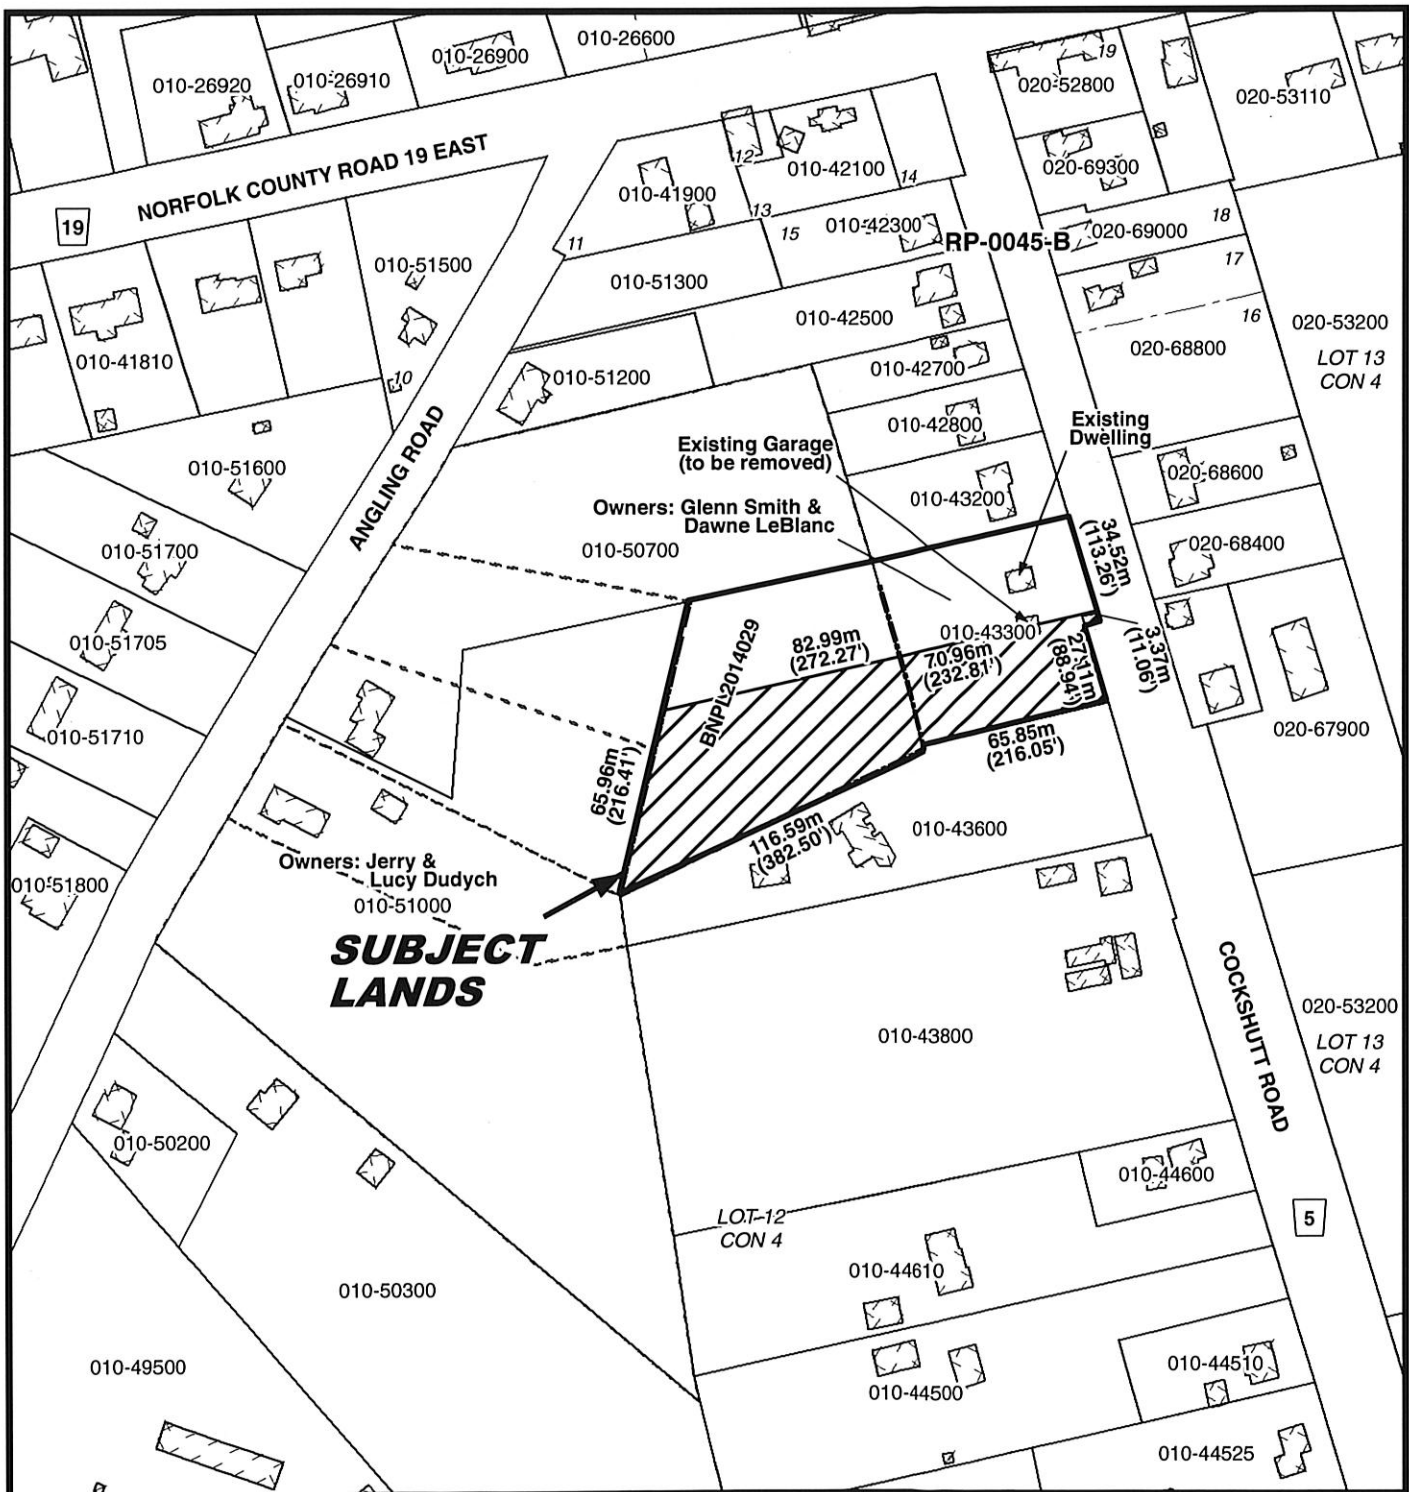 010-26600
010-26900
010-26910
010-26920
19
020-52800
020-53110
NORFOLK COUNTY ROAD 19 EAST
19
12
010-42100
14
010-41900
13
020-69300
11
15
010-42300
RP-0045-B
020-69000
18
17
010-51500
010-51300
16
010-42500
020-53200
LOT 13
CON 4
020-68800
010-41810
10
010-51200
010-42700
010-42800
Existing
Dwelling
Existing Garage
(to be removed)
010-51600
ANGLING ROAD
020-68600
010-43200
Owners: Glenn Smith &
Dawne LeBlanc
010-50700
34.52m
(113.26')
020-68400
010-51700
010-51705
BNPL2014029
82.99m
(272.27')
010-43300
70.96m
(232.81')
27.11m
(88.94')
3.37m
(11.06')
010-51710
020-67900
65.85m
(216.05')
65.96m
(216.41')
116.59m
(382.50')
010-43600
Owners: Jerry &
Lucy Dudych
010-51000
010-51800
SUBJECT
LANDS
COCKSHUTT ROAD
020-53200
LOT 13
CON 4
010-43800
010-50200
010-44600
LOT 12
CON 4
5
010-44610
010-50300
010-49500
010-44500
010-44510
010-44525